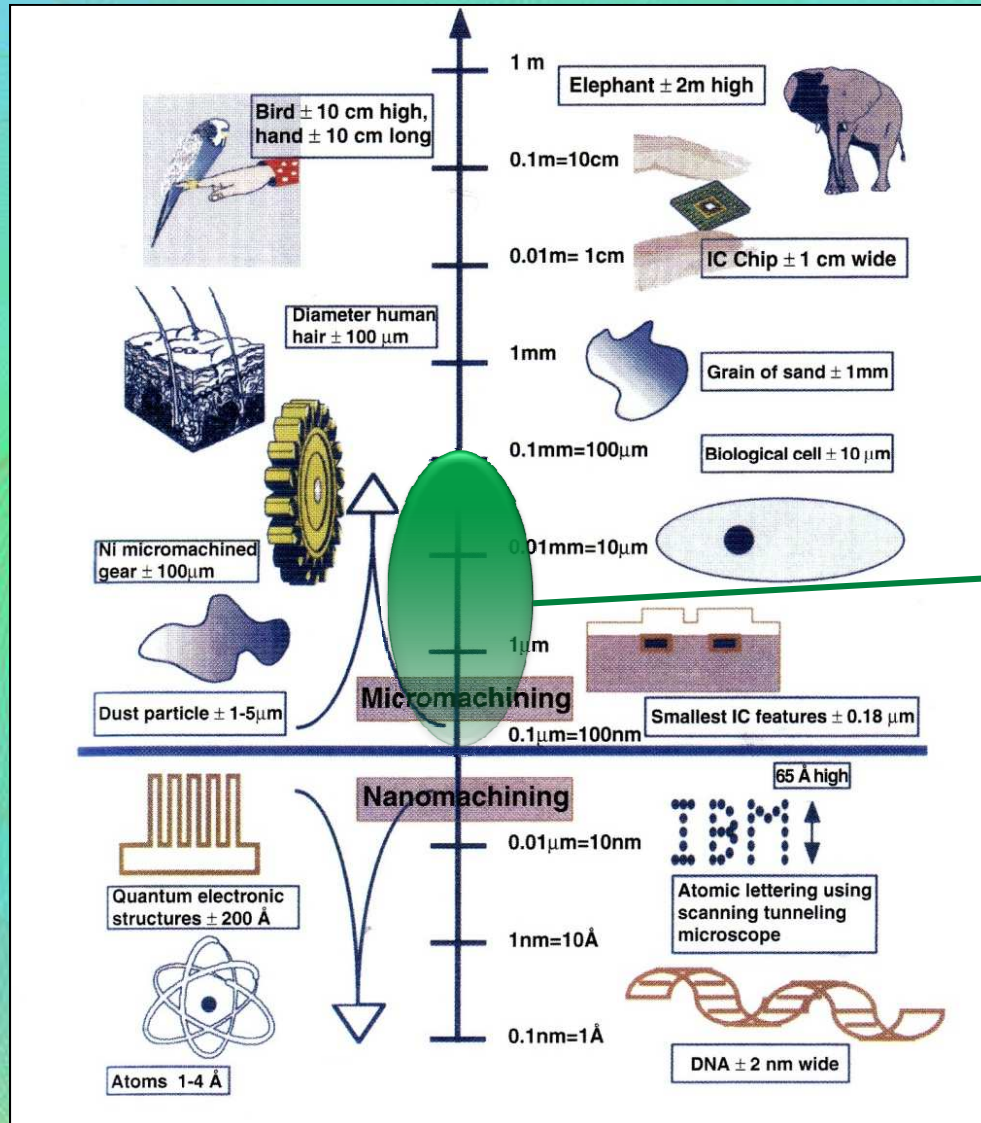 1 m
Elephant ± 2m high
Bird ± 10 cm high,
hand ± 10 cm long
0.1m=10cm
0.01m= 1cm
IC Chip ± 1 cm wide
Diameter human
hair ± 100 µm
1mm
Grain of sand ± 1mm
0.1mm=100µm
Biological cell ± 10 µm
0.01mm=10µm
Ni micromachined
gear ± 100µm
1µm
Micromachining
Dust particle ± 1-5µm
Smallest IC features ± 0.18 µm
0.1µm=100nm
65 Å high
Nanomachining
IBM
0.01µm=10nm
Quantum electronic
structures ± 200 Å
Atomic lettering using
scanning tunneling
microscope
1nm=10Å
0.1nm=1Å
DNA ± 2 nm wide
Atoms 1-4 Å